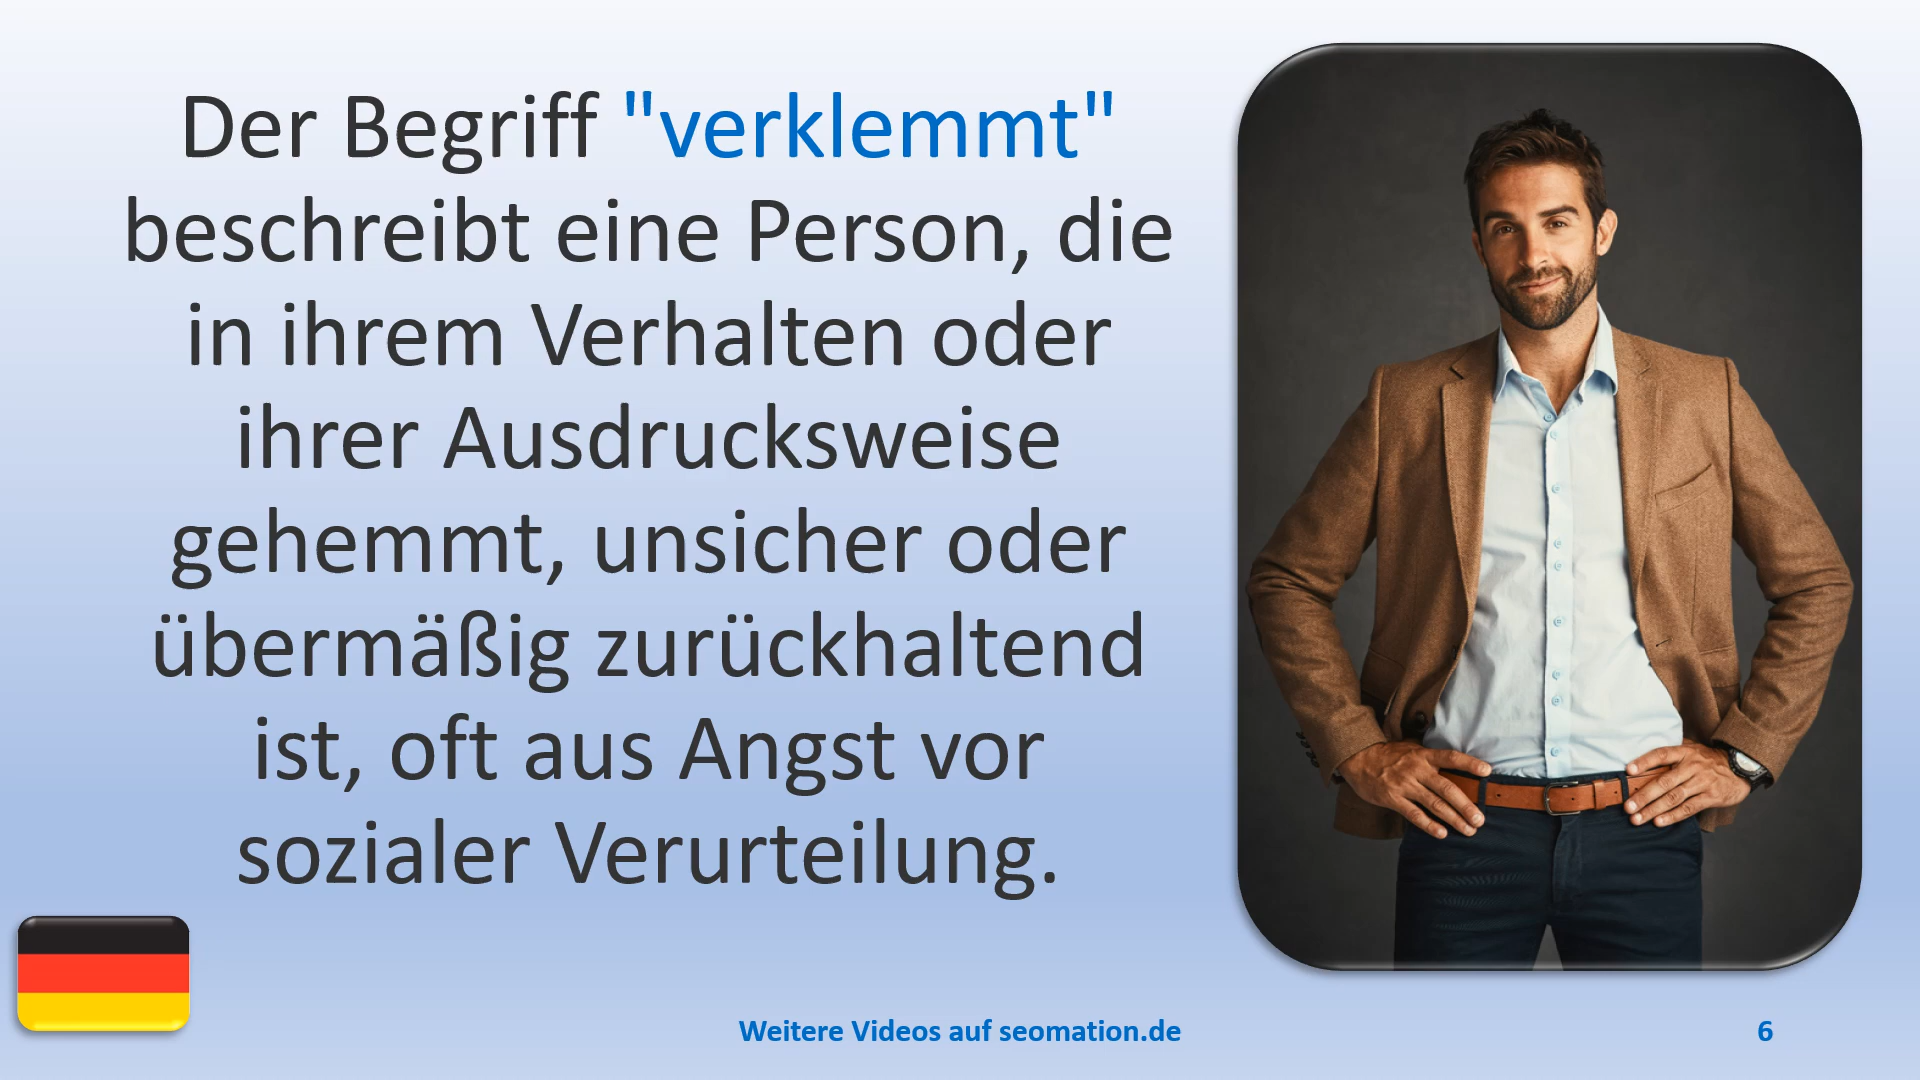 Der Begriff "verklemmt"
beschreibt eine Person, die
in ihrem Verhalten oder
ihrer Ausdrucksweise
gehemmt, unsicher oder
übermäßig zurückhaltend
ist, oft aus Angst vor
sozialer Verurteilung.
Weitere Videos auf seomation.de
6